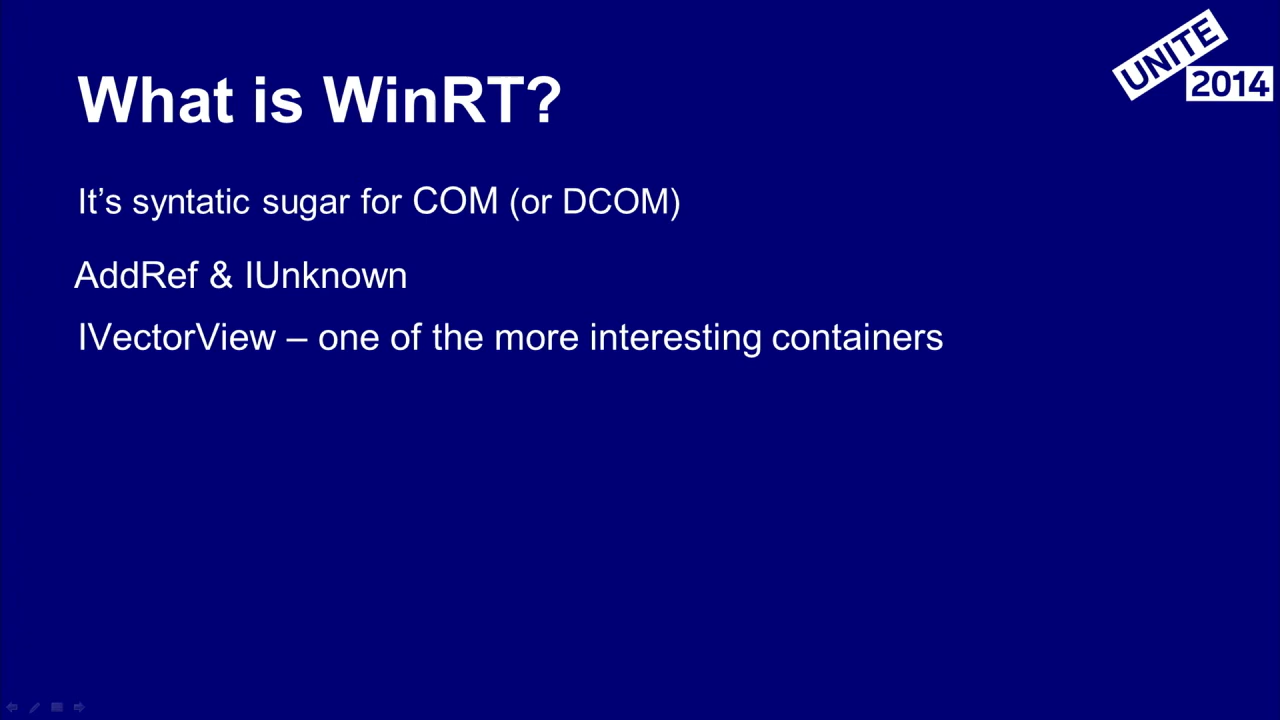 What is WinRT?
UNITE
2014
It’s syntatic sugar for COM (or DCOM)
AddRef & IUnknown
IVectorView – one of the more interesting containers